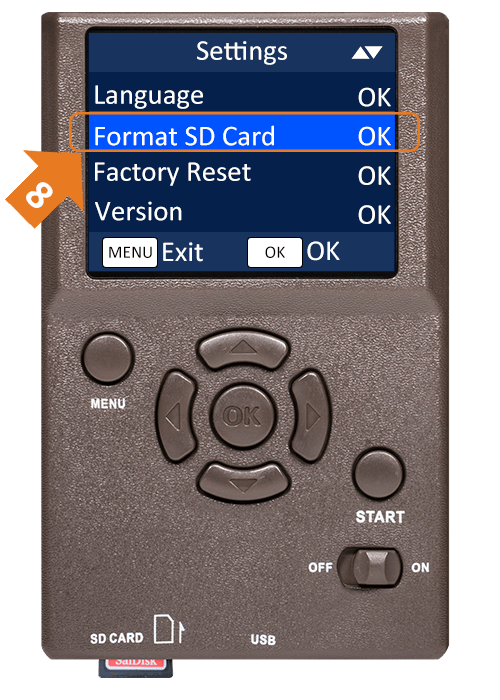 Settings
Language OK
Format SD Card OK
8
Factory Reset OK
Version OK
MENU Exit OK OK
OK
MENU
START
OFF ON
SD CARD USB
SanDisk